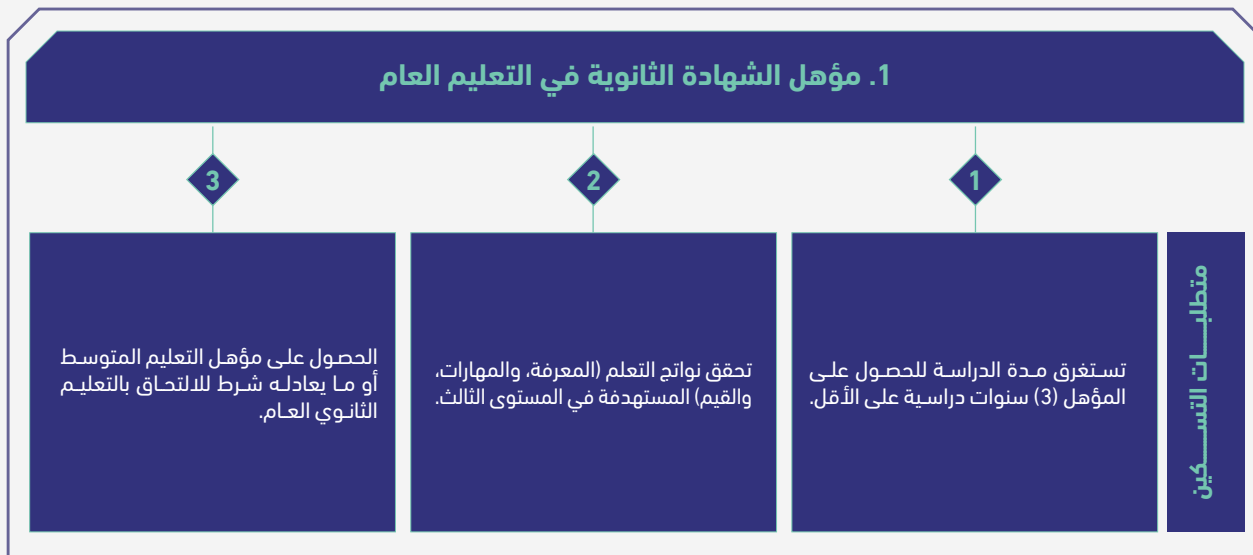 1. مؤهل الشهادة الثانوية في التعليم العام
متطلبات التسكين
1
تستغرق مدة الدراسة للحصول على
المؤهل (3) سنوات دراسية على الأقل.
2
تحقق نواتج التعلم (المعرفة، والمهارات،
والقيم) المستهدفة في المستوى الثالث.
3
الحصول على مؤهل التعليم المتوسط
أو ما يعادله شرط للالتحاق بالتعليم
الثانوي العام.